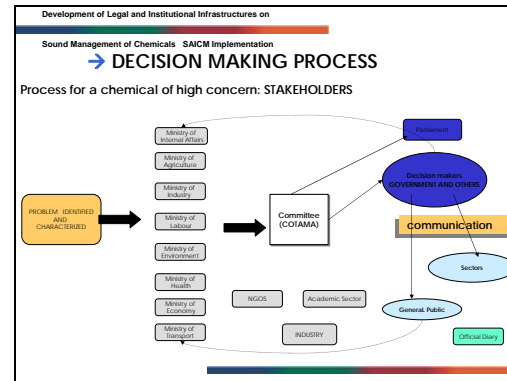 Development of Legal and Institutional Infrastructures on
Sound Management of Chemicals SAICM Implementation
→ DECISION MAKING PROCESS
Process for a chemical of high concern: STAKEHOLDERS
Ministry of
Internal Affairs
Ministry of
Agriculture
Ministry of
Industry
Ministry of
Labour
Ministry of
Environment
Ministry of
Health
Ministry of
Economy
Ministry of
Transport
PROBLEM IDENTIFIED
AND
CHARACTERIZED
Committee
(COTAMA)
NGOS
Academic Sector
INDUSTRY
Parliament
Decision makers
GOVERNMENT AND OTHERS
communication
Sectors
General Public
Official Diary